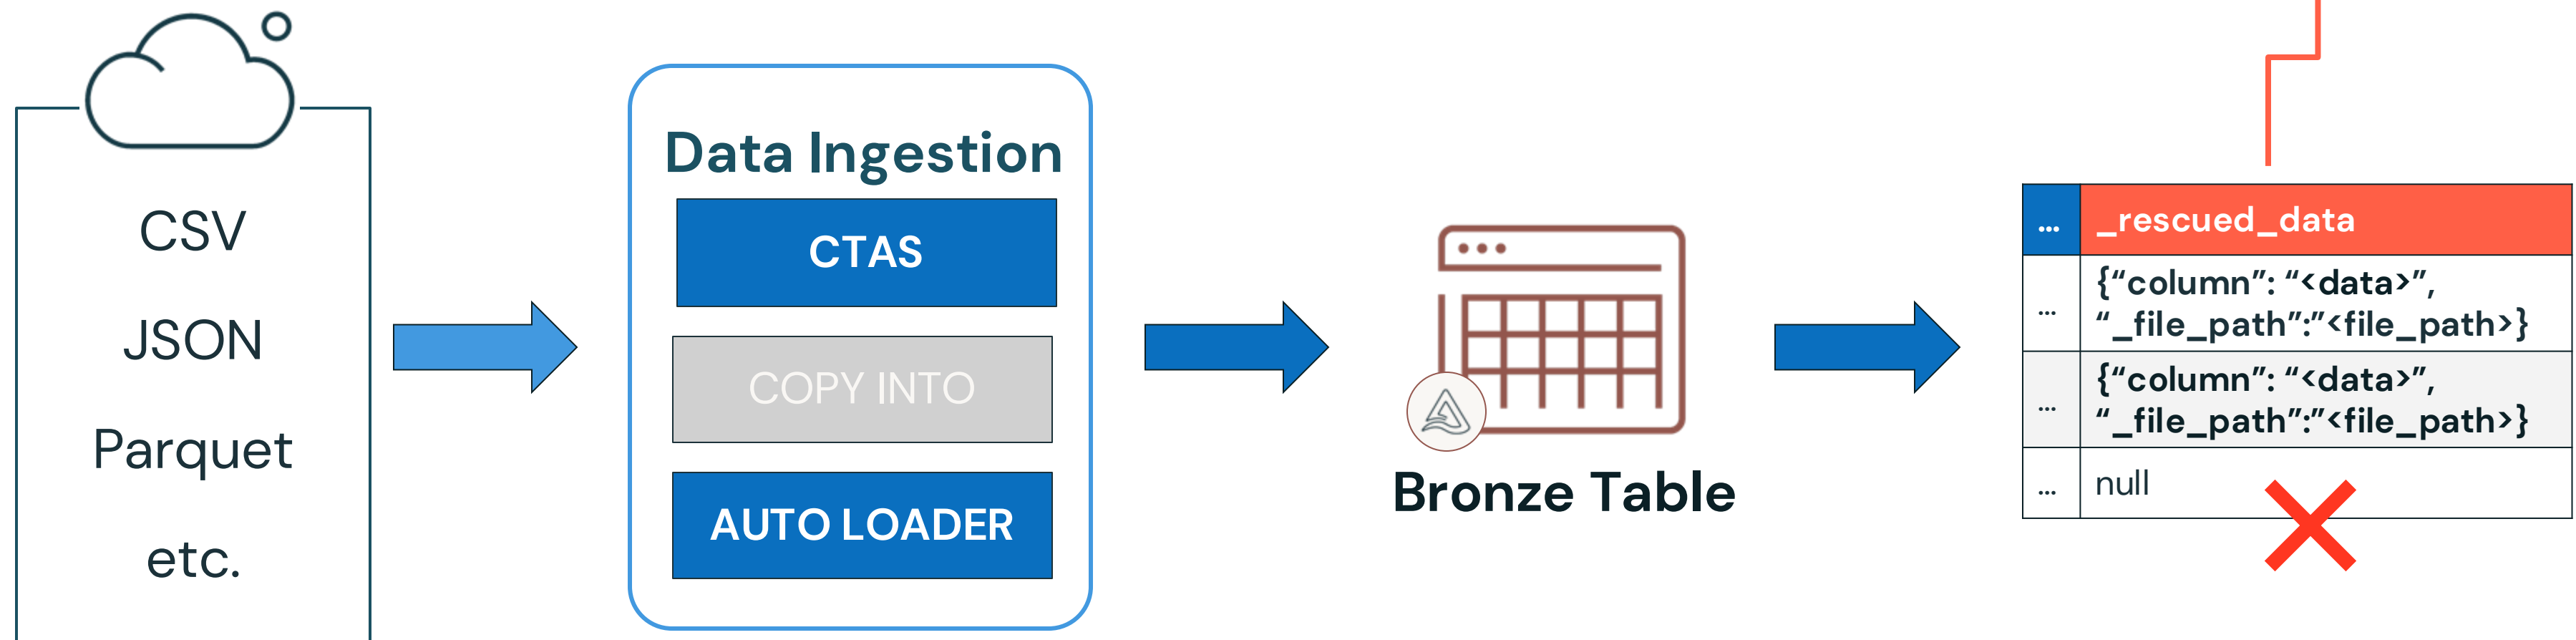 CSV
JSON
Parquet
etc.
Data Ingestion
CTAS
COPY INTO
AUTO LOADER
Bronze Table
... _rescued_data
... {“column”: “<data>”,
“_file_path”:”<file_path>}
... {“column”: “<data>”,
“_file_path”:”<file_path>}
... null